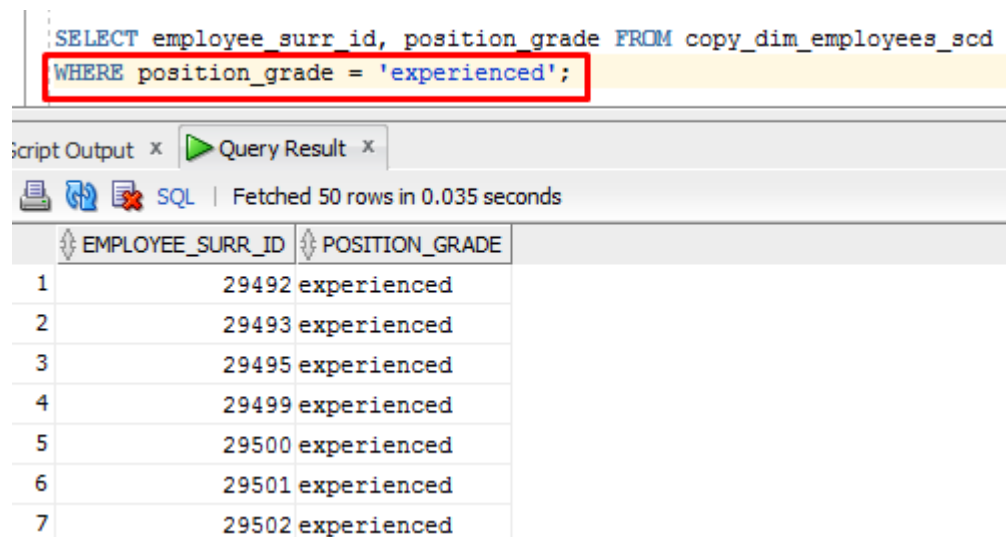 SELECT employee_surr_id, position_grade FROM copy_dim_employees_scd
WHERE position_grade = 'experienced';
Script Output x Query Result x
SQL | Fetched 50 rows in 0.035 seconds
EMPLOYEE_SURR_ID POSITION_GRADE
1 29492 experienced
2 29493 experienced
3 29495 experienced
4 29499 experienced
5 29500 experienced
6 29501 experienced
7 29502 experienced